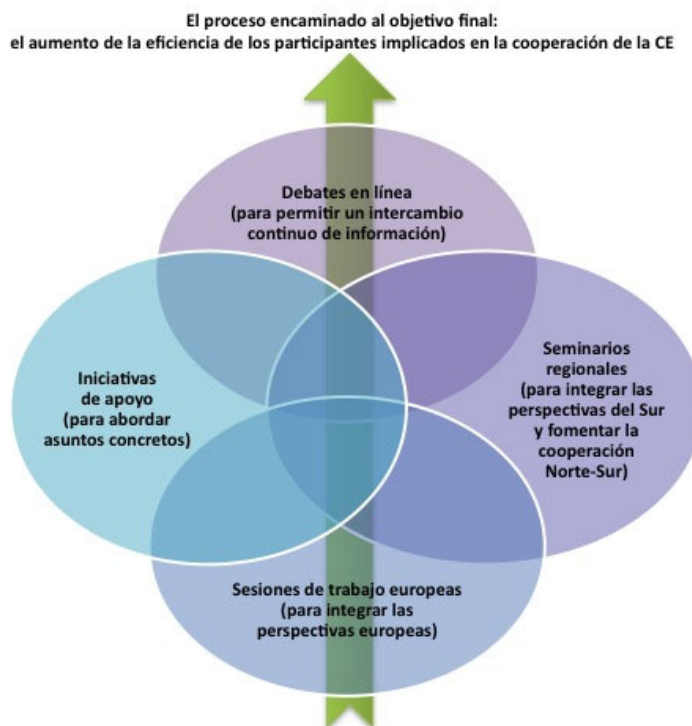 El proceso encaminado al objetivo final:
el aumento de la eficiencia de los participantes implicados en la cooperación de la CE
Debates en línea
(para permitir un intercambio
continuo de información)
Iniciativas
de apoyo
(para abordar
asuntos concretos)
Seminarios
regionales
(para integrar las
perspectivas del Sur
y fomentar la
cooperación
Norte-Sur)
Sesiones de trabajo europeas
(para integrar las
perspectivas europeas)